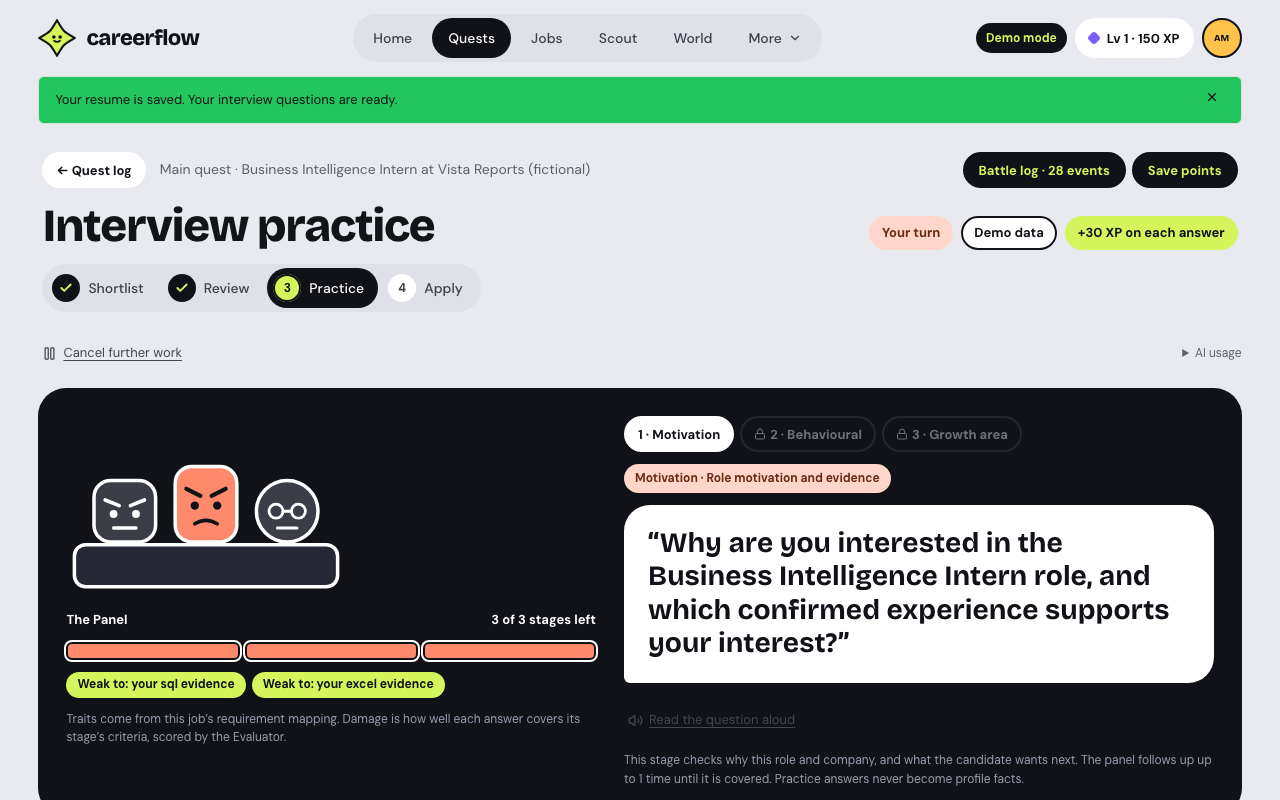 careerflow
Home
Quests
Jobs
Scout
World
More
Demo mode
Lv 1 · 150 XP
AM
Your resume is saved. Your interview questions are ready.
← Quest log
Main quest · Business Intelligence Intern at Vista Reports (fictional)
Battle log · 28 events
Save points
Interview practice
Your turn
Demo data
+30 XP on each answer
Shortlist
Review
3 Practice
4 Apply
Cancel further work
AI usage
1 · Motivation
2 · Behavioural
3 · Growth area
Motivation · Role motivation and evidence
“Why are you interested in the
Business Intelligence Intern role, and
which confirmed experience supports
your interest?”
The Panel
3 of 3 stages left
Weak to: your sql evidence
Weak to: your excel evidence
Traits come from this job’s requirement mapping. Damage is how well each answer covers its
stage’s criteria, scored by the Evaluator.
Read the question aloud
This stage checks why this role and company, and what the candidate wants next. The panel follows up up
to 1 time until it is covered. Practice answers never become profile facts.